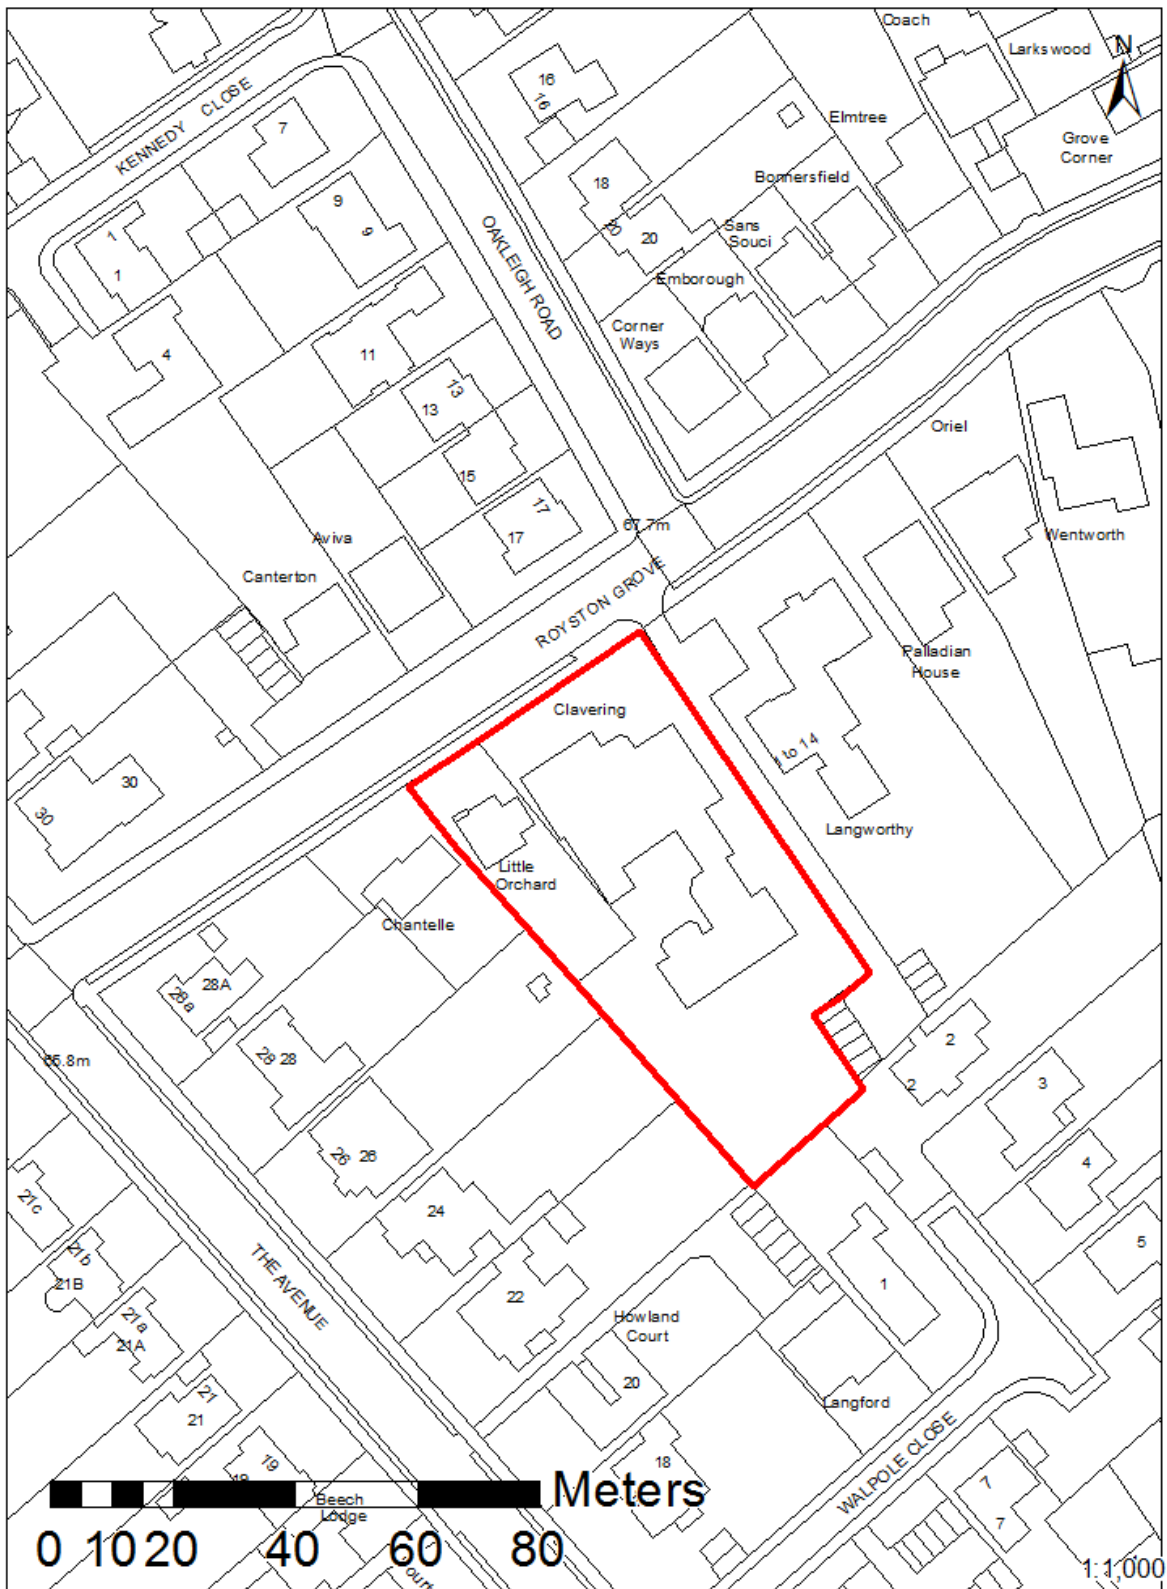 Coach
Larkswood
N
KENNEDY CLOSE
7
16
16
Elmtree
Grove
Corner
Bonnersfield
18
9
9
20
20
Sans
Souci
1
1
OAKLEIGH ROAD
Emborough
Corner
Ways
4
11
13
13
Oriel
15
17
17
67.7m
Wentworth
Aviva
Canterton
ROYSTON GROVE
Palladian
House
Clavering
1 to 14
30
30
Langworthy
Little
Orchard
Chantelle
28A
28a
28 28
65.8m
2
2
3
26 26
4
21c
24
5
21b
21B
THE AVENUE
22
1
21a
21A
Howland
Court
20
21
21
Langford
WALPOLE CLOSE
19
19
18
7
7
Meters
Beech
Lodge
0 10 20 40 60 80
1:1,000